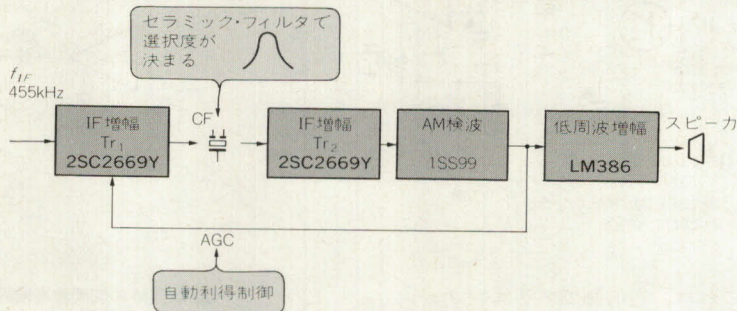 セラミック・フィルタで
選択度が
決まる
f_IF
455kHz
IF増幅
Tr₁
2SC2669Y
CF
IF増幅
Tr₂
2SC2669Y
AM検波
1SS99
低周波増幅
LM386
スピーカ
AGC
自動利得制御